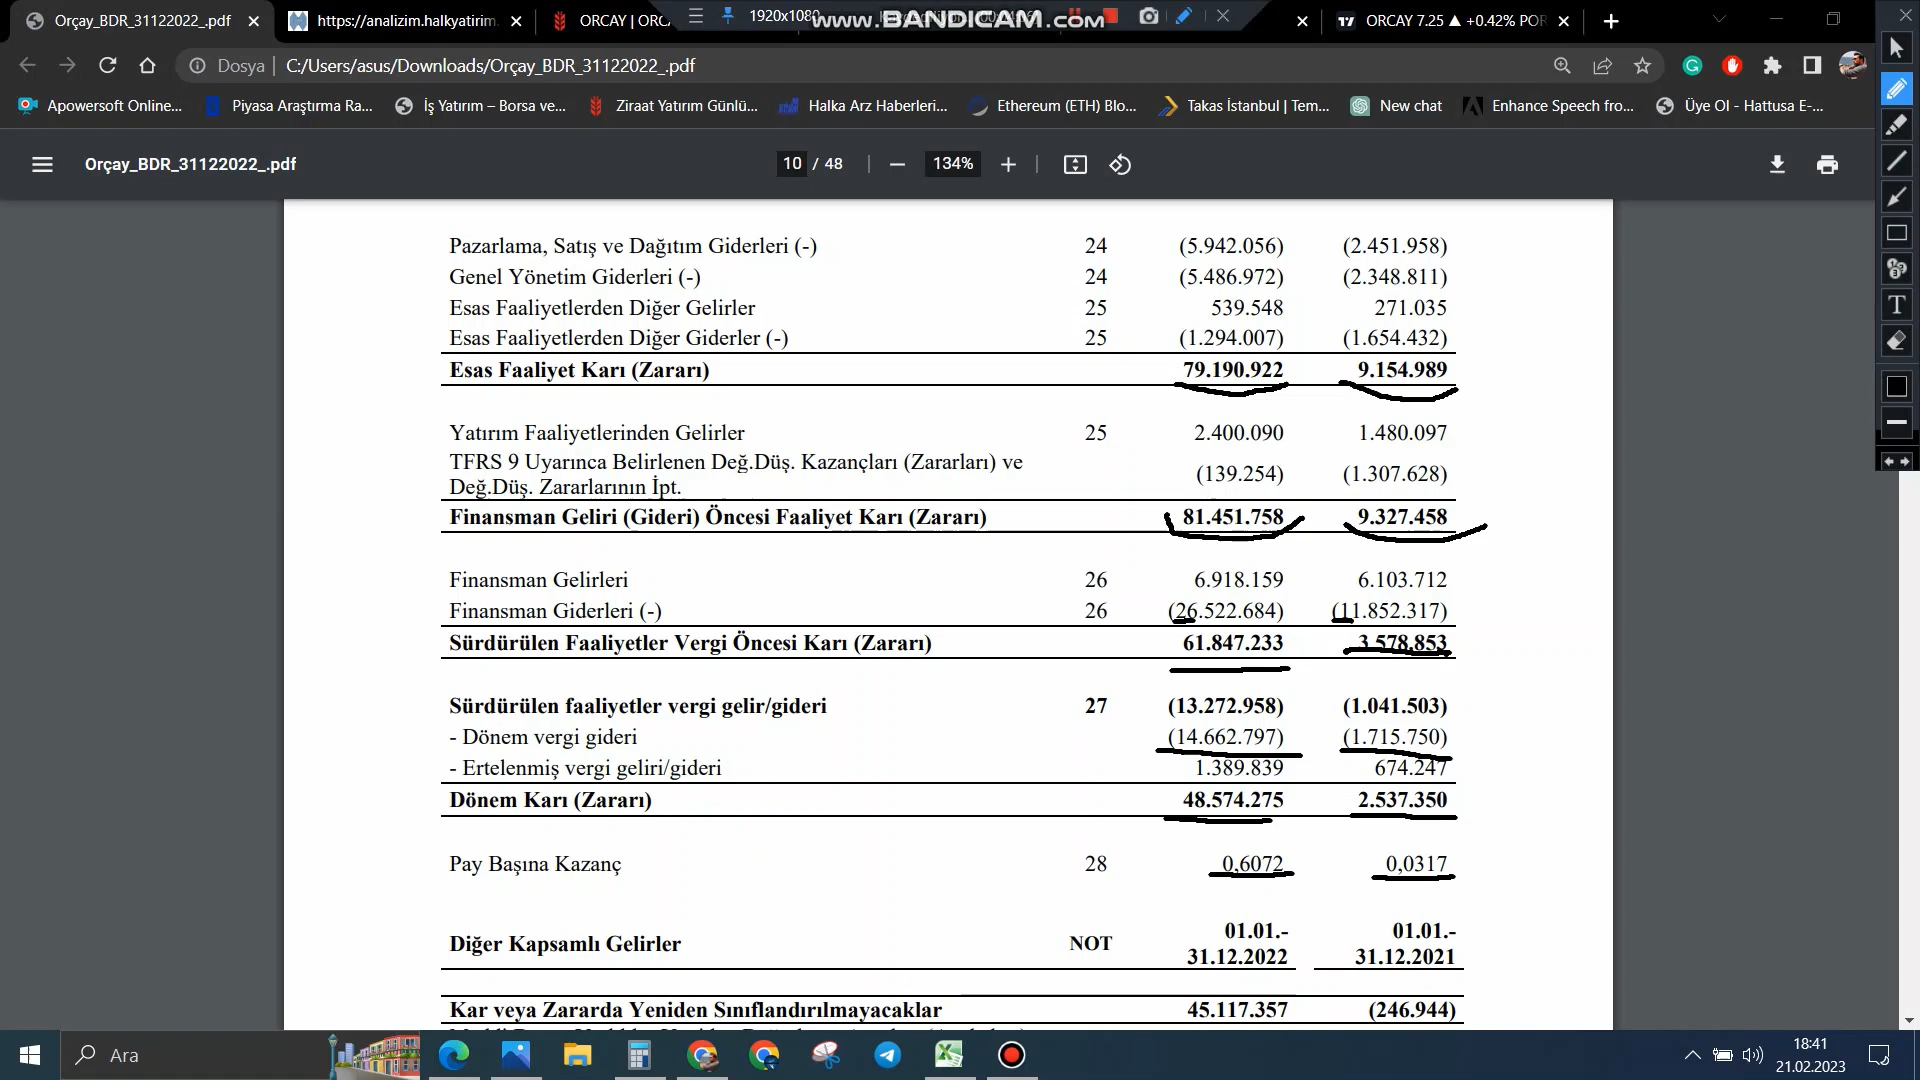 Orçay_BDR_31122022_.pdf
https://analizim.halkyatirim.
ORCAY | ORC
1920x1080
www.BANDICAM.com
ORCAY 7.25 ▲ +0.42% POR
Dosya
C:/Users/asus/Downloads/Orçay_BDR_31122022_.pdf
Apowersoft Online...
Piyasa Araştırma Ra...
İş Yatırım – Borsa ve...
Ziraat Yatırım Günlü...
Halka Arz Haberleri...
Ethereum (ETH) Blo...
Takas İstanbul | Tem...
New chat
Enhance Speech fro...
Üye Ol - Hattusa E-...
Orçay_BDR_31122022_.pdf
10 / 48
134%
Pazarlama, Satış ve Dağıtım Giderleri (-) 24 (5.942.056) (2.451.958)
Genel Yönetim Giderleri (-) 24 (5.486.972) (2.348.811)
Esas Faaliyetlerden Diğer Gelirler 25 539.548 271.035
Esas Faaliyetlerden Diğer Giderler (-) 25 (1.294.007) (1.654.432)
Esas Faaliyet Karı (Zararı) 79.190.922 9.154.989
Yatırım Faaliyetlerinden Gelirler 25 2.400.090 1.480.097
TFRS 9 Uyarınca Belirlenen Değ.Düş. Kazançları (Zararları) ve
Değ.Düş. Zararlarının İpt. (139.254) (1.307.628)
Finansman Geliri (Gideri) Öncesi Faaliyet Karı (Zararı) 81.451.758 9.327.458
Finansman Gelirleri 26 6.918.159 6.103.712
Finansman Giderleri (-) 26 (26.522.684) (11.852.317)
Sürdürülen Faaliyetler Vergi Öncesi Karı (Zararı) 61.847.233 3.578.853
Sürdürülen faaliyetler vergi gelir/gideri 27 (13.272.958) (1.041.503)
- Dönem vergi gideri (14.662.797) (1.715.750)
- Ertelenmiş vergi geliri/gideri 1.389.839 674.247
Dönem Karı (Zararı) 48.574.275 2.537.350
Pay Başına Kazanç 28 0,6072 0,0317
Diğer Kapsamlı Gelirler NOT 01.01.- 01.01.-
31.12.2022 31.12.2021
Kar veya Zararda Yeniden Sınıflandırılmayacaklar 45.117.357 (246.944)
Ara
18:41
21.02.2023